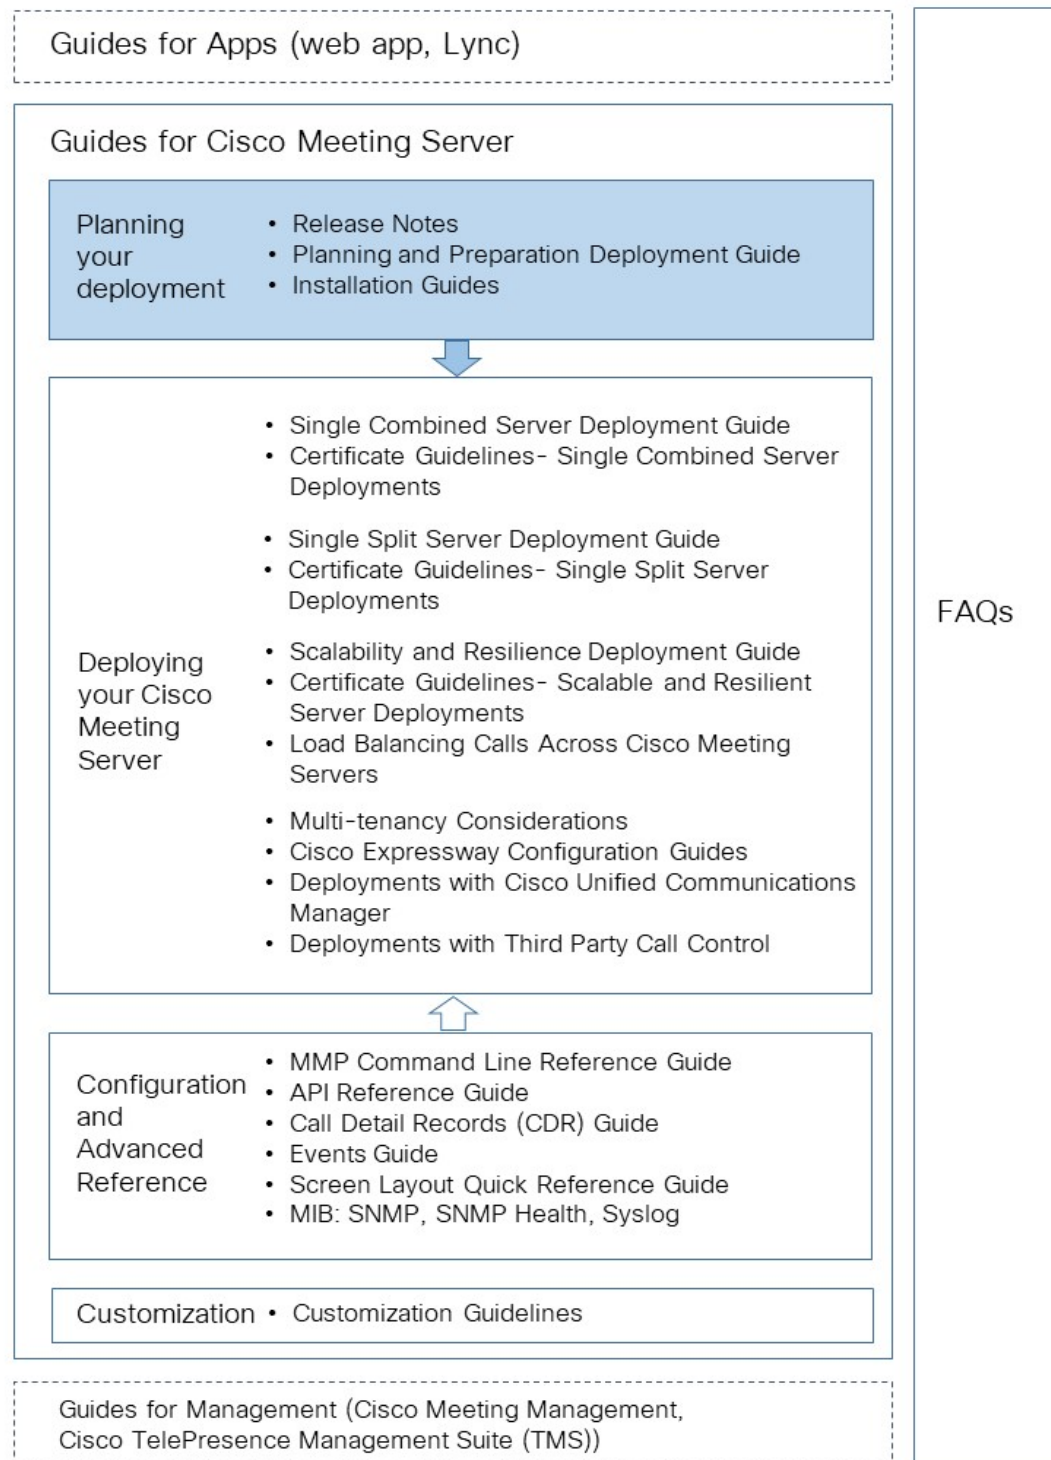 Guides for Apps (web app, Lync)
Guides for Cisco Meeting Server
Planning
your
deployment
• Release Notes
• Planning and Preparation Deployment Guide
• Installation Guides
Deploying
your Cisco
Meeting
Server
• Single Combined Server Deployment Guide
• Certificate Guidelines- Single Combined Server
Deployments
• Single Split Server Deployment Guide
• Certificate Guidelines- Single Split Server
Deployments
• Scalability and Resilience Deployment Guide
• Certificate Guidelines- Scalable and Resilient
Server Deployments
• Load Balancing Calls Across Cisco Meeting
Servers
• Multi-tenancy Considerations
• Cisco Expressway Configuration Guides
• Deployments with Cisco Unified Communications
Manager
• Deployments with Third Party Call Control
Configuration
and
Advanced
Reference
• MMP Command Line Reference Guide
• API Reference Guide
• Call Detail Records (CDR) Guide
• Events Guide
• Screen Layout Quick Reference Guide
• MIB: SNMP, SNMP Health, Syslog
Customization • Customization Guidelines
Guides for Management (Cisco Meeting Management,
Cisco TelePresence Management Suite (TMS))
FAQs